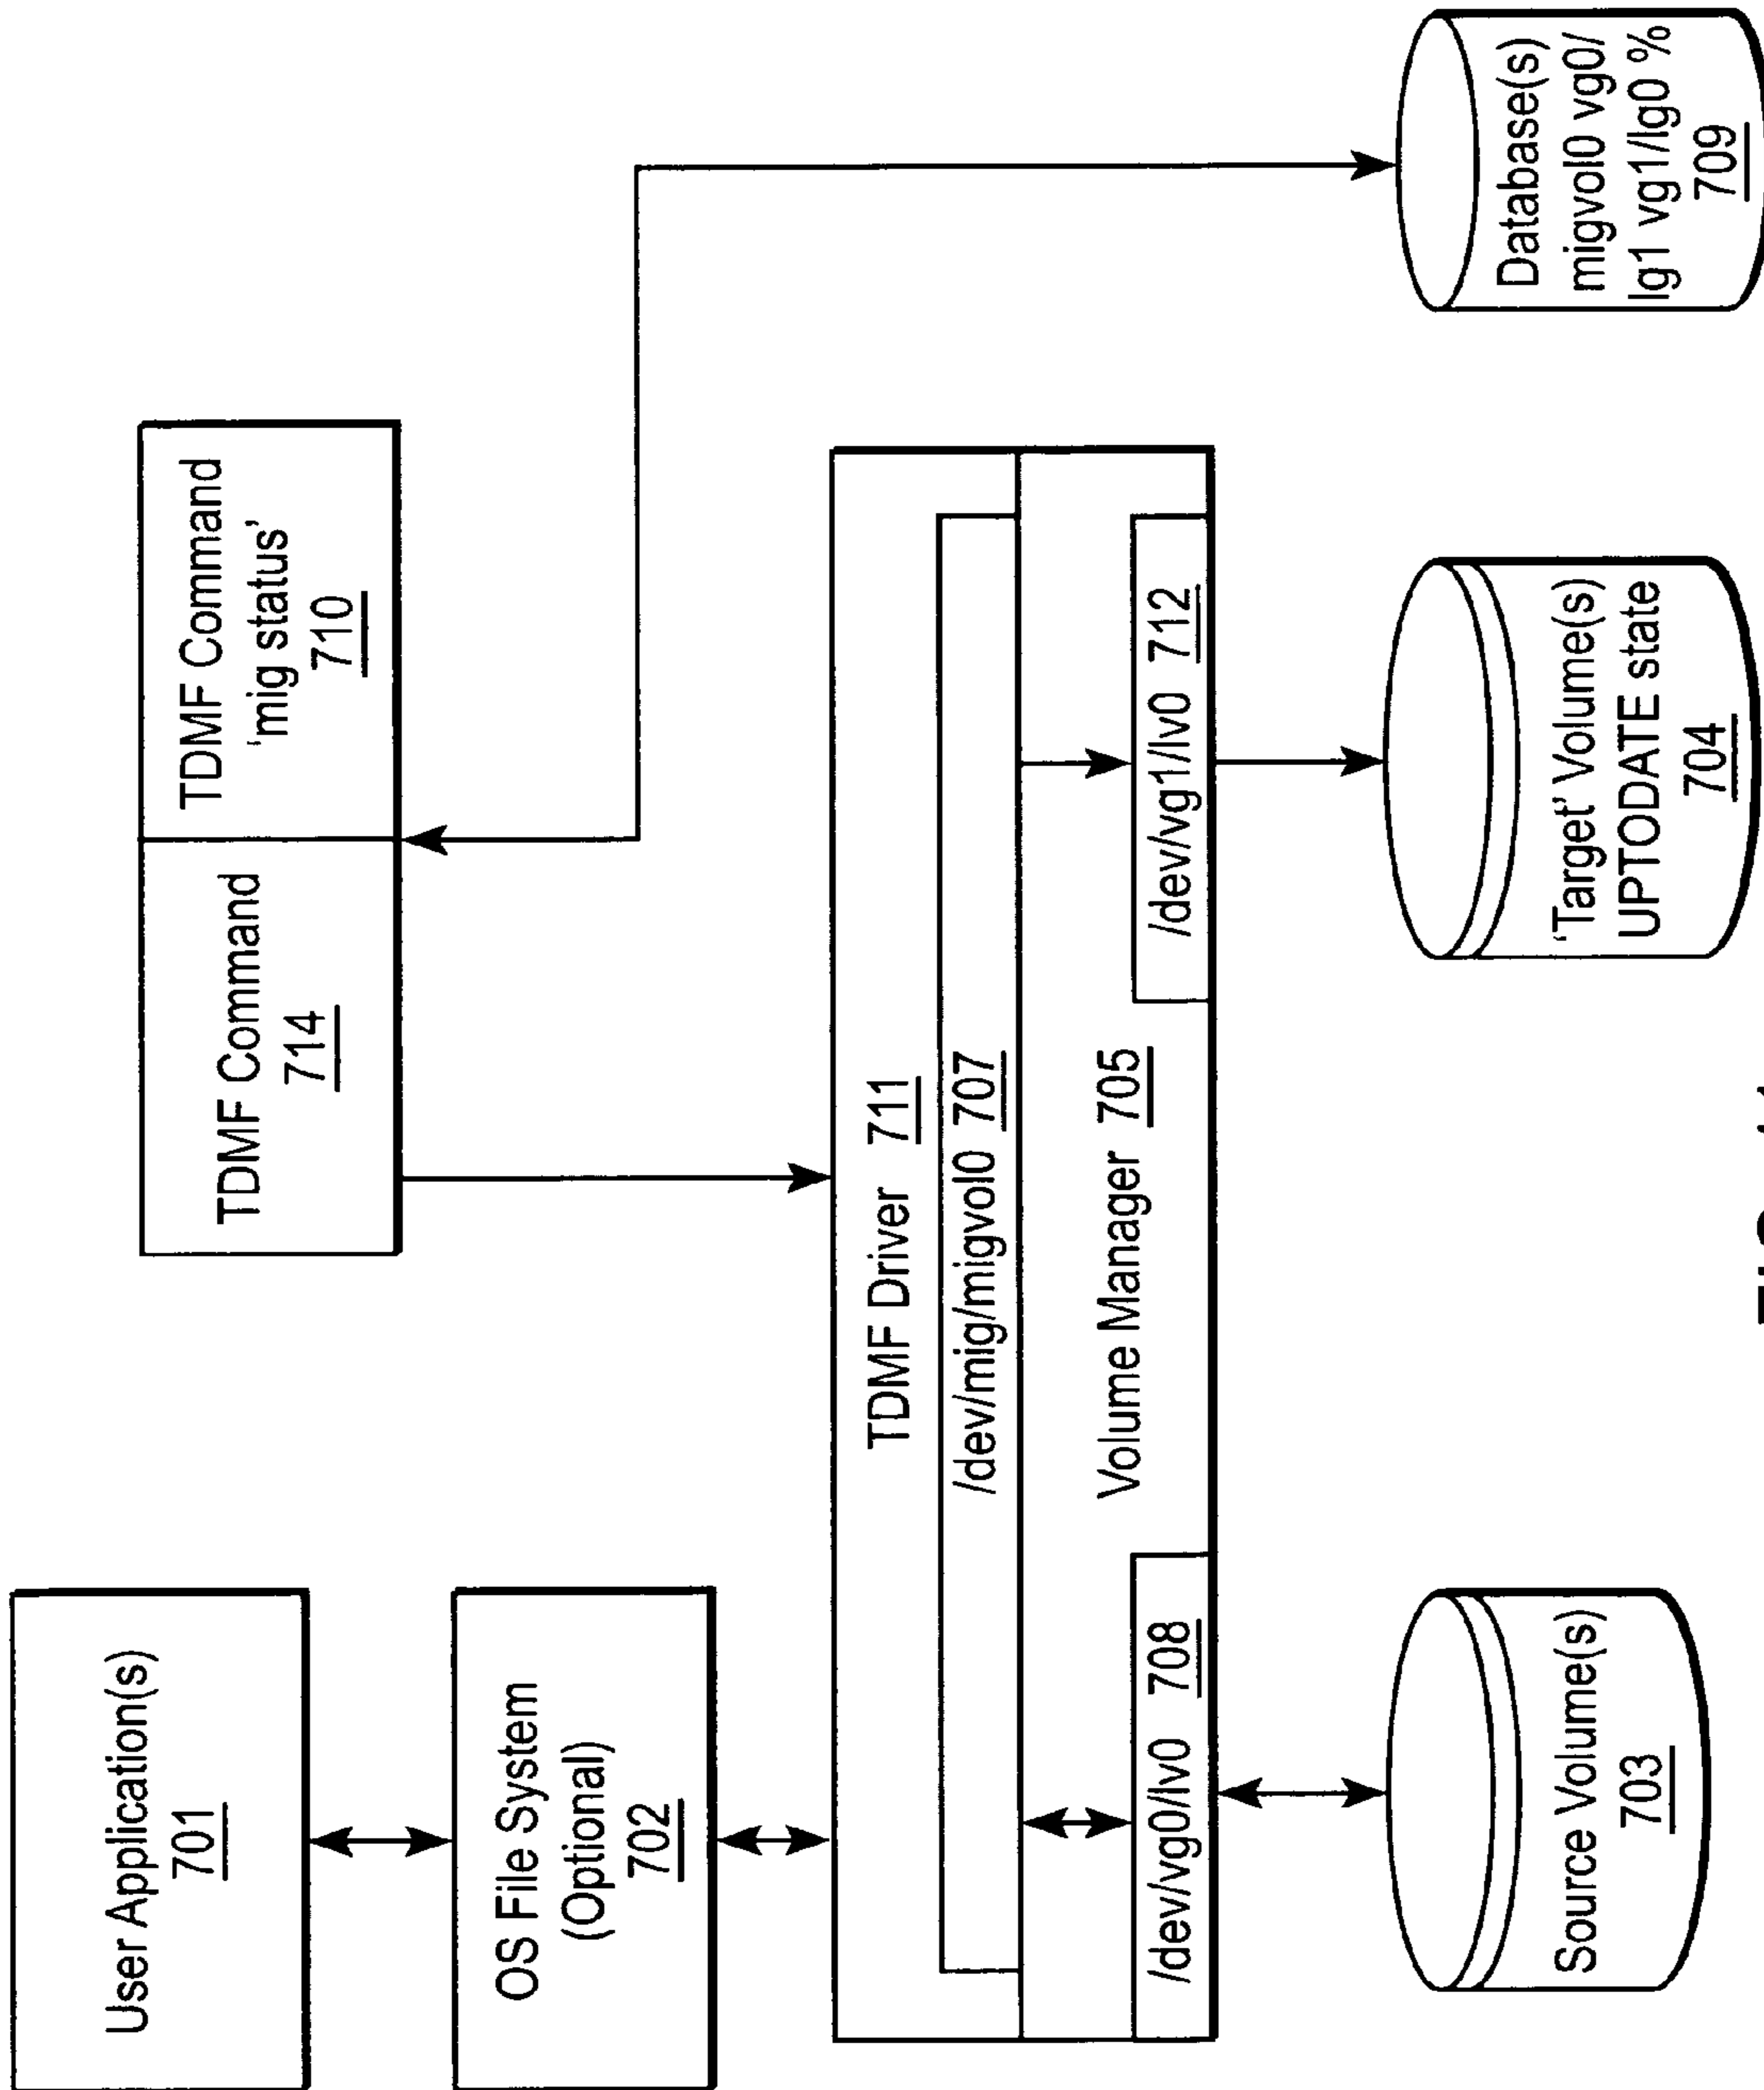 User Application(s)
701
OS File System
(Optional)
702
TDMF Command
714
TDMF Command
'mig status'
710
TDMF Driver 711
/dev/mig/migvol0 707
Volume Manager 705
/dev/vg0/lv0 708
/dev/vg1/lv0 712
Source Volume(s)
703
'Target' Volume(s)
UPTODATE state
704
Database(s)
migvol0 vg0/
lg1 vg1/lg0 %
709